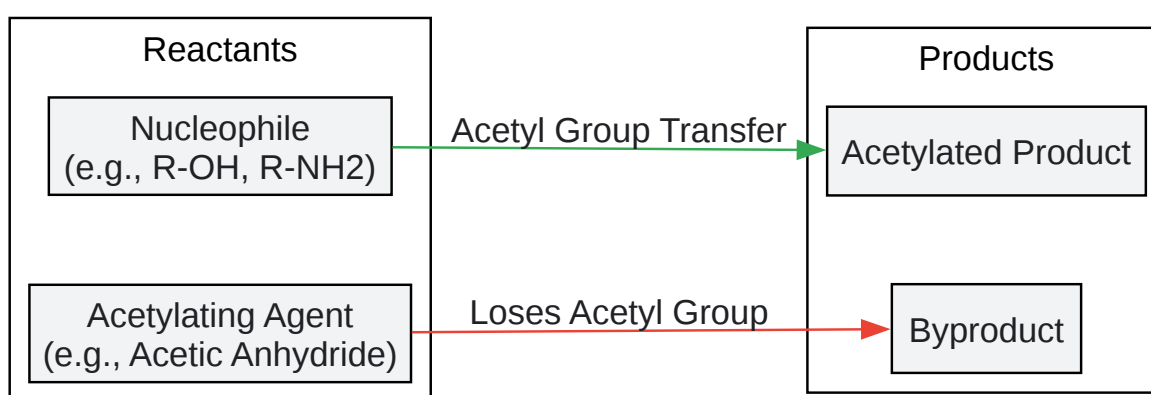 Reactants
Products
Nucleophile
(e.g., R-OH, R-NH2)
Acetyl Group Transfer
Acetylated Product
Acetylating Agent
(e.g., Acetic Anhydride)
Loses Acetyl Group
Byproduct